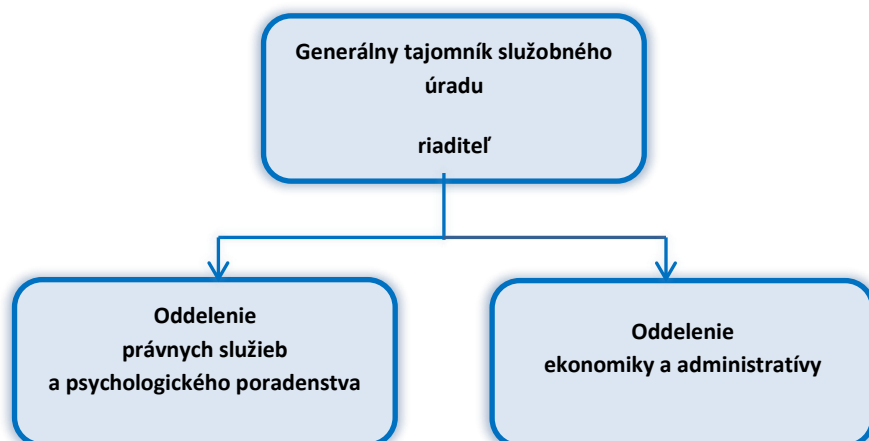 Generálny tajomník služobného
úradu
riaditeľ
Oddelenie
právnych služieb
a psychologického poradenstva
Oddelenie
ekonomiky a administratívy